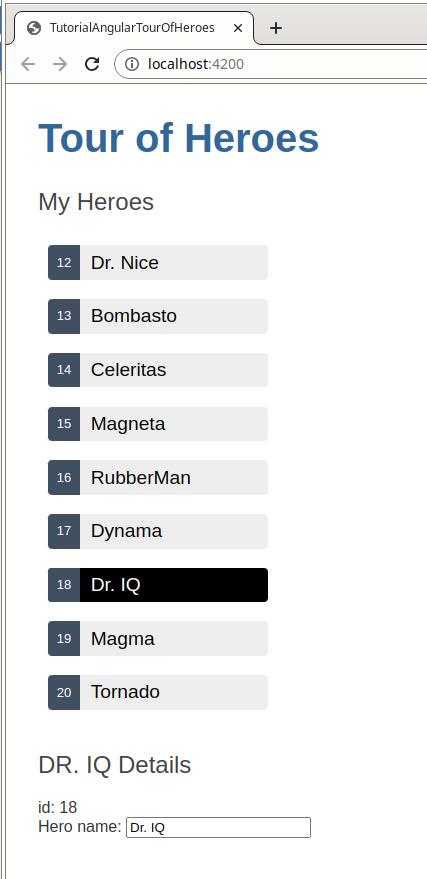 TutorialAngularTourOfHeroes
localhost:4200
Tour of Heroes
My Heroes
12 Dr. Nice
13 Bombasto
14 Celeritas
15 Magneta
16 RubberMan
17 Dynama
18 Dr. IQ
19 Magma
20 Tornado
DR. IQ Details
id: 18
Hero name: Dr. IQ